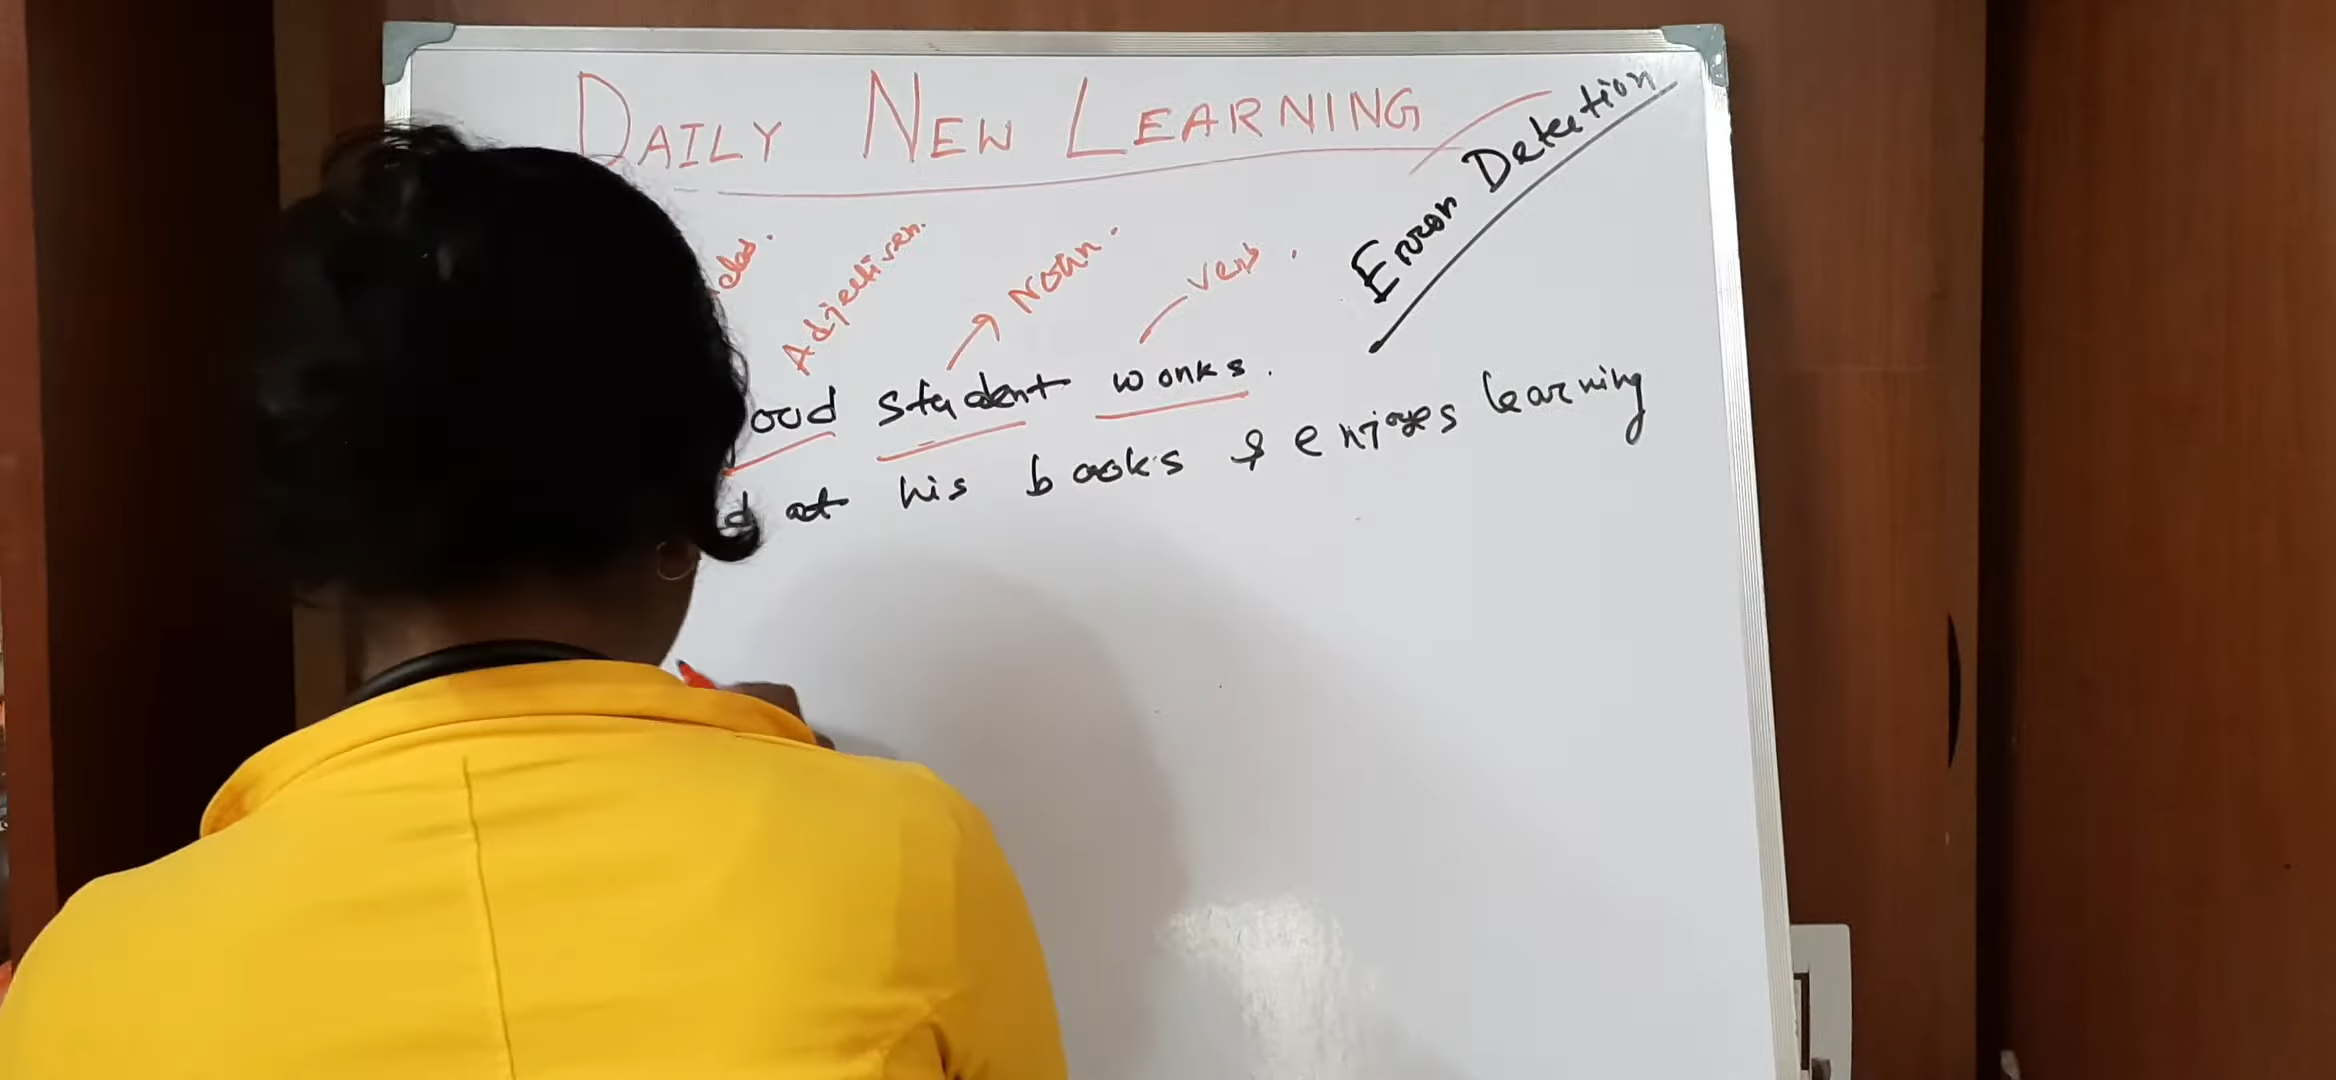 DAILY NEW LEARNING
Error Detection
Adjective
Noun.
verb.
ood student works.
d at his books & enjoys learning